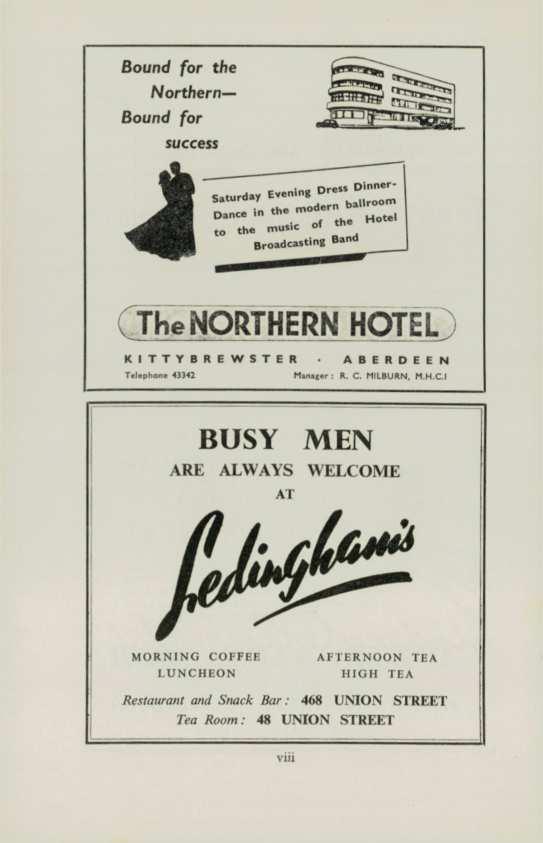 Bound for the
Northern—
Bound for
success
Saturday Evening Dress Dinner-
Dance in the modern ballroom
to the music of the Hotel
Broadcasting Band
The NORTHERN HOTEL
KITTYBREWSTER · ABERDEEN
Telephone 43342 Manager : R. C. MILBURN, M.H.C.I
BUSY MEN
ARE ALWAYS WELCOME
AT
Ledingham's
MORNING COFFEE AFTERNOON TEA
LUNCHEON HIGH TEA
Restaurant and Snack Bar : 468 UNION STREET
Tea Room : 48 UNION STREET
viii